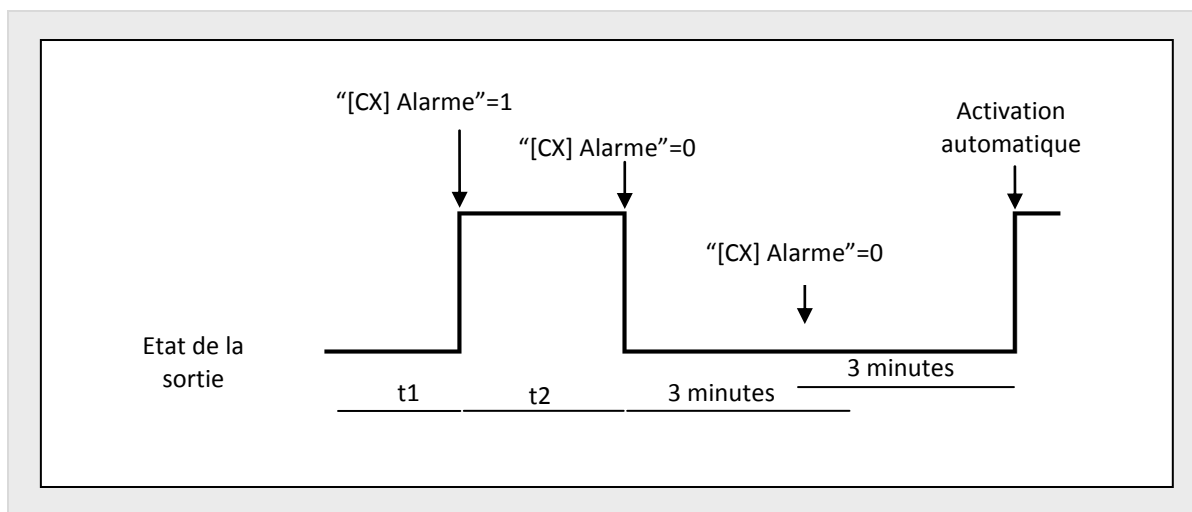 “[CX] Alarme”=1
“[CX] Alarme”=0
Activation
automatique
“[CX] Alarme”=0
Etat de la
sortie
3 minutes
t1
t2
3 minutes